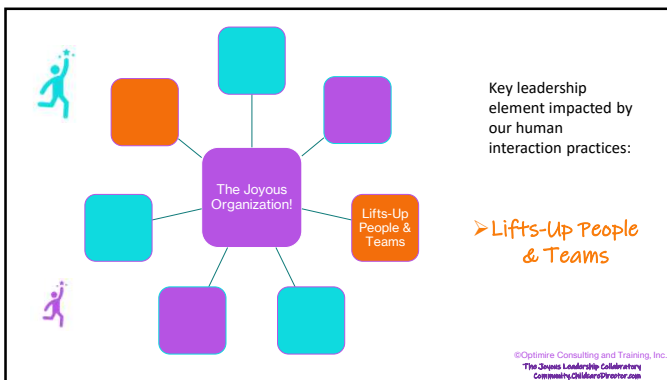 The Joyous
Organization!
Lifts-Up
People &
Teams
Key leadership
element impacted by
our human
interaction practices:
➢Lifts-Up People
& Teams
©Optimire Consulting and Training, Inc.
The Joyous Leadership Collaboratory
Community.ChildcareDirector.com